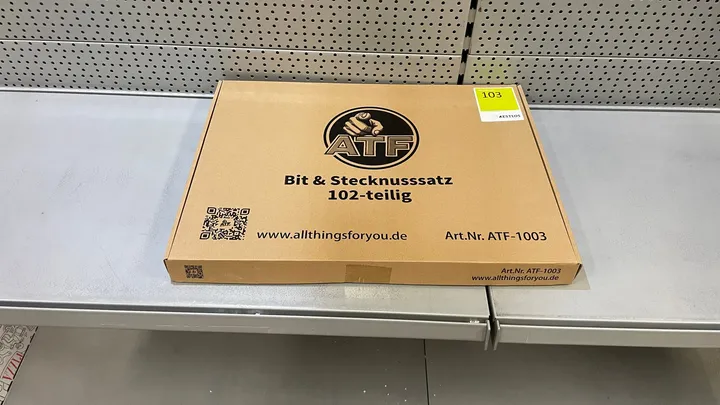 103
ATF
Bit & Stecknusssatz
102-teilig
www.allthingsforyou.de
Art.Nr. ATF-1003
Art.Nr. ATF-1003
www.allthingsforyou.de